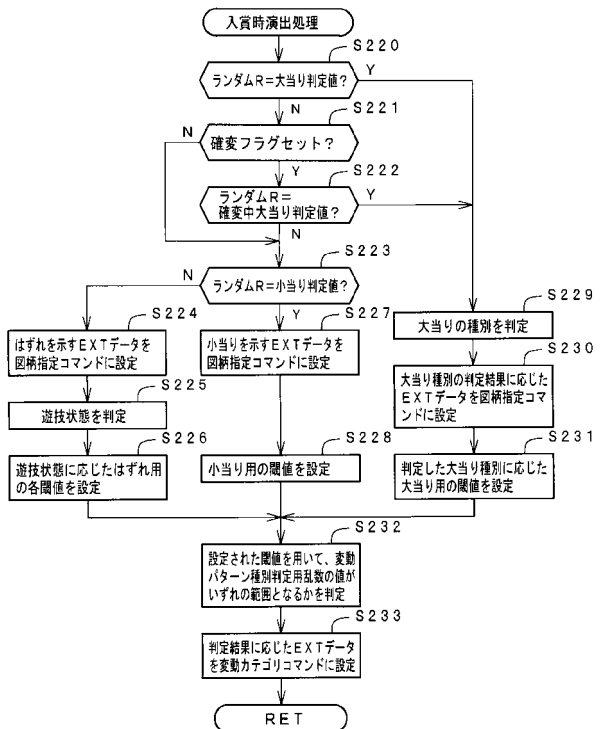 入賞時演出処理
S220
ランダムR=大当り判定値?
Y
N
S221
確変フラグセット?
N
Y
S222
ランダムR=
確変中大当り判定値?
Y
N
S223
ランダムR=小当り判定値?
N
Y
S224
はずれを示すEXTデータを
図柄指定コマンドに設定
S225
遊技状態を判定
S226
遊技状態に応じたはずれ用
の各閾値を設定
S227
小当りを示すEXTデータを
図柄指定コマンドに設定
S228
小当り用の閾値を設定
S229
大当りの種別を判定
S230
大当り種別の判定結果に応じた
EXTデータを図柄指定コマ
ンドに設定
S231
判定した大当り種別に応じた
大当り用の閾値を設定
S232
設定された閾値を用いて、変動
パターン種別判定用乱数の値が
いずれの範囲となるかを判定
S233
判定結果に応じたEXTデータ
を変動カテゴリコマンドに設定
RET